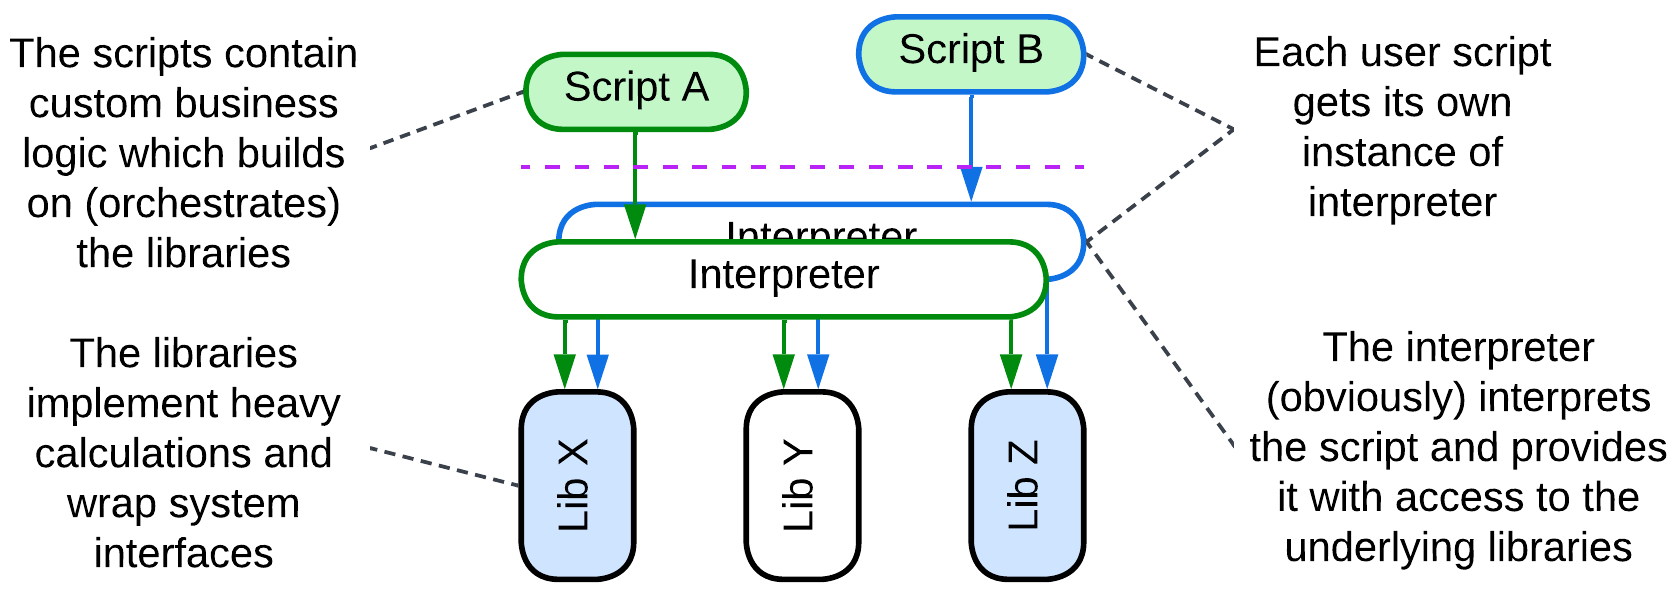 The scripts contain
custom business
logic which builds
on (orchestrates)
the libraries
Script A
Script B
Each user script
gets its own
instance of
interpreter
Interpreter
Interpreter
The libraries
implement heavy
calculations and
wrap system
interfaces
Lib X
Lib Y
Lib Z
The interpreter
(obviously) interprets
the script and provides
it with access to the
underlying libraries